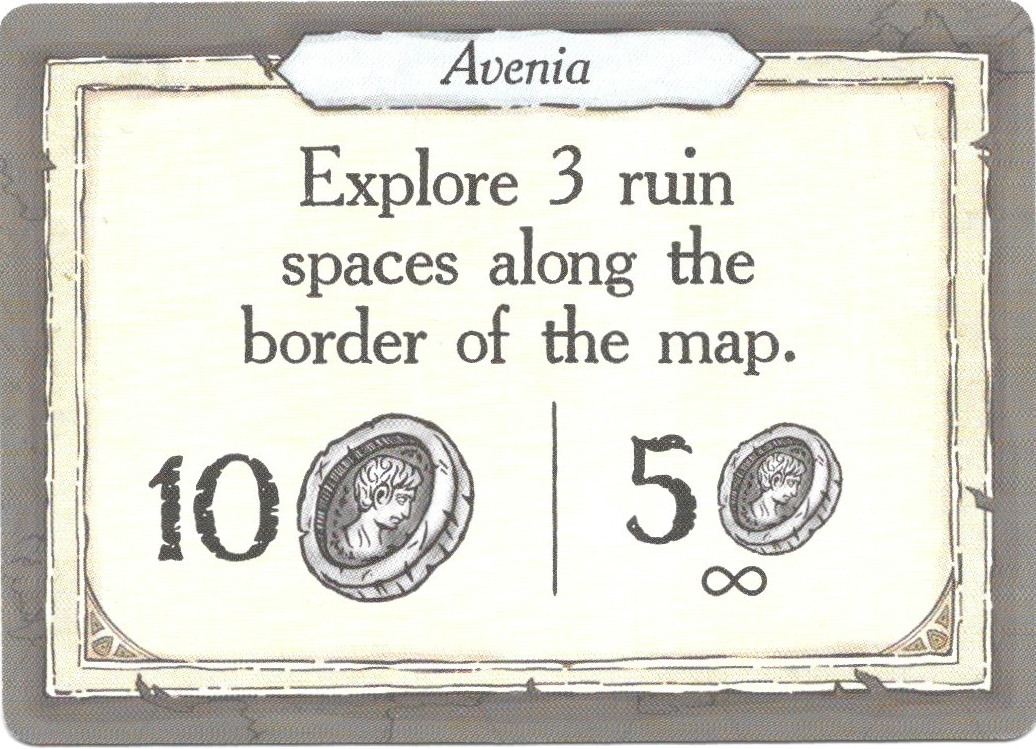 Avenia
Explore 3 ruin
spaces along the
border of the map.
10 5
∞